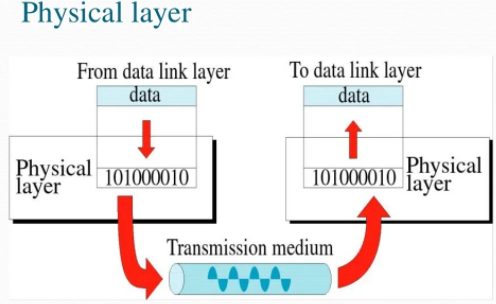 Physical layer
From data link layer
data
Physical
layer
101000010
To data link layer
data
101000010
Physical
layer
Transmission medium